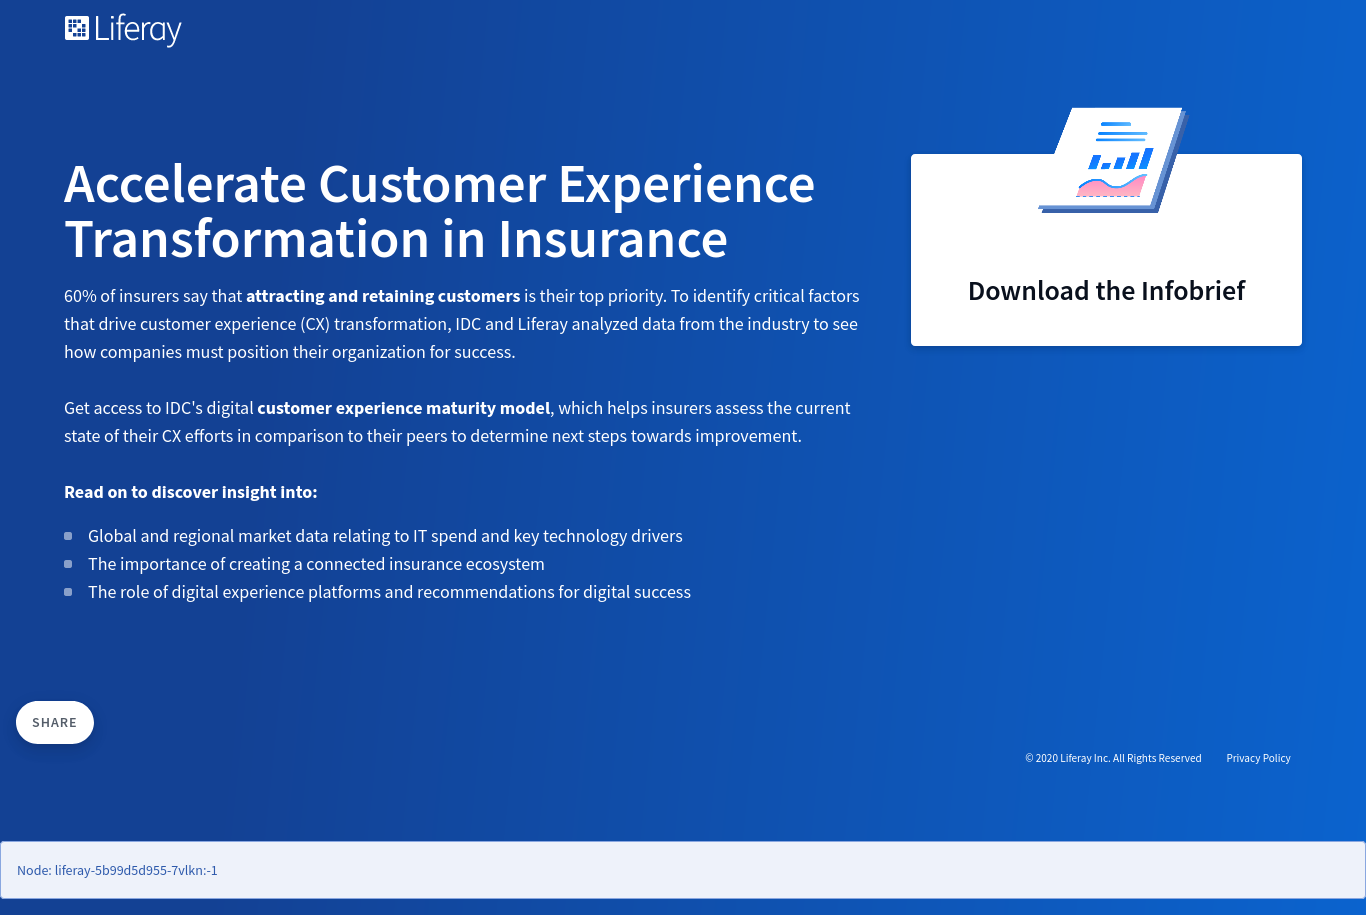 Liferay
Accelerate Customer Experience
Transformation in Insurance
60% of insurers say that attracting and retaining customers is their top priority. To identify critical factors
that drive customer experience (CX) transformation, IDC and Liferay analyzed data from the industry to see
how companies must position their organization for success.
Get access to IDC's digital customer experience maturity model, which helps insurers assess the current
state of their CX efforts in comparison to their peers to determine next steps towards improvement.
Read on to discover insight into:
Global and regional market data relating to IT spend and key technology drivers
The importance of creating a connected insurance ecosystem
The role of digital experience platforms and recommendations for digital success
Download the Infobrief
SHARE
© 2020 Liferay Inc. All Rights Reserved Privacy Policy
Node: liferay-5b99d5d955-7vlkn:-1